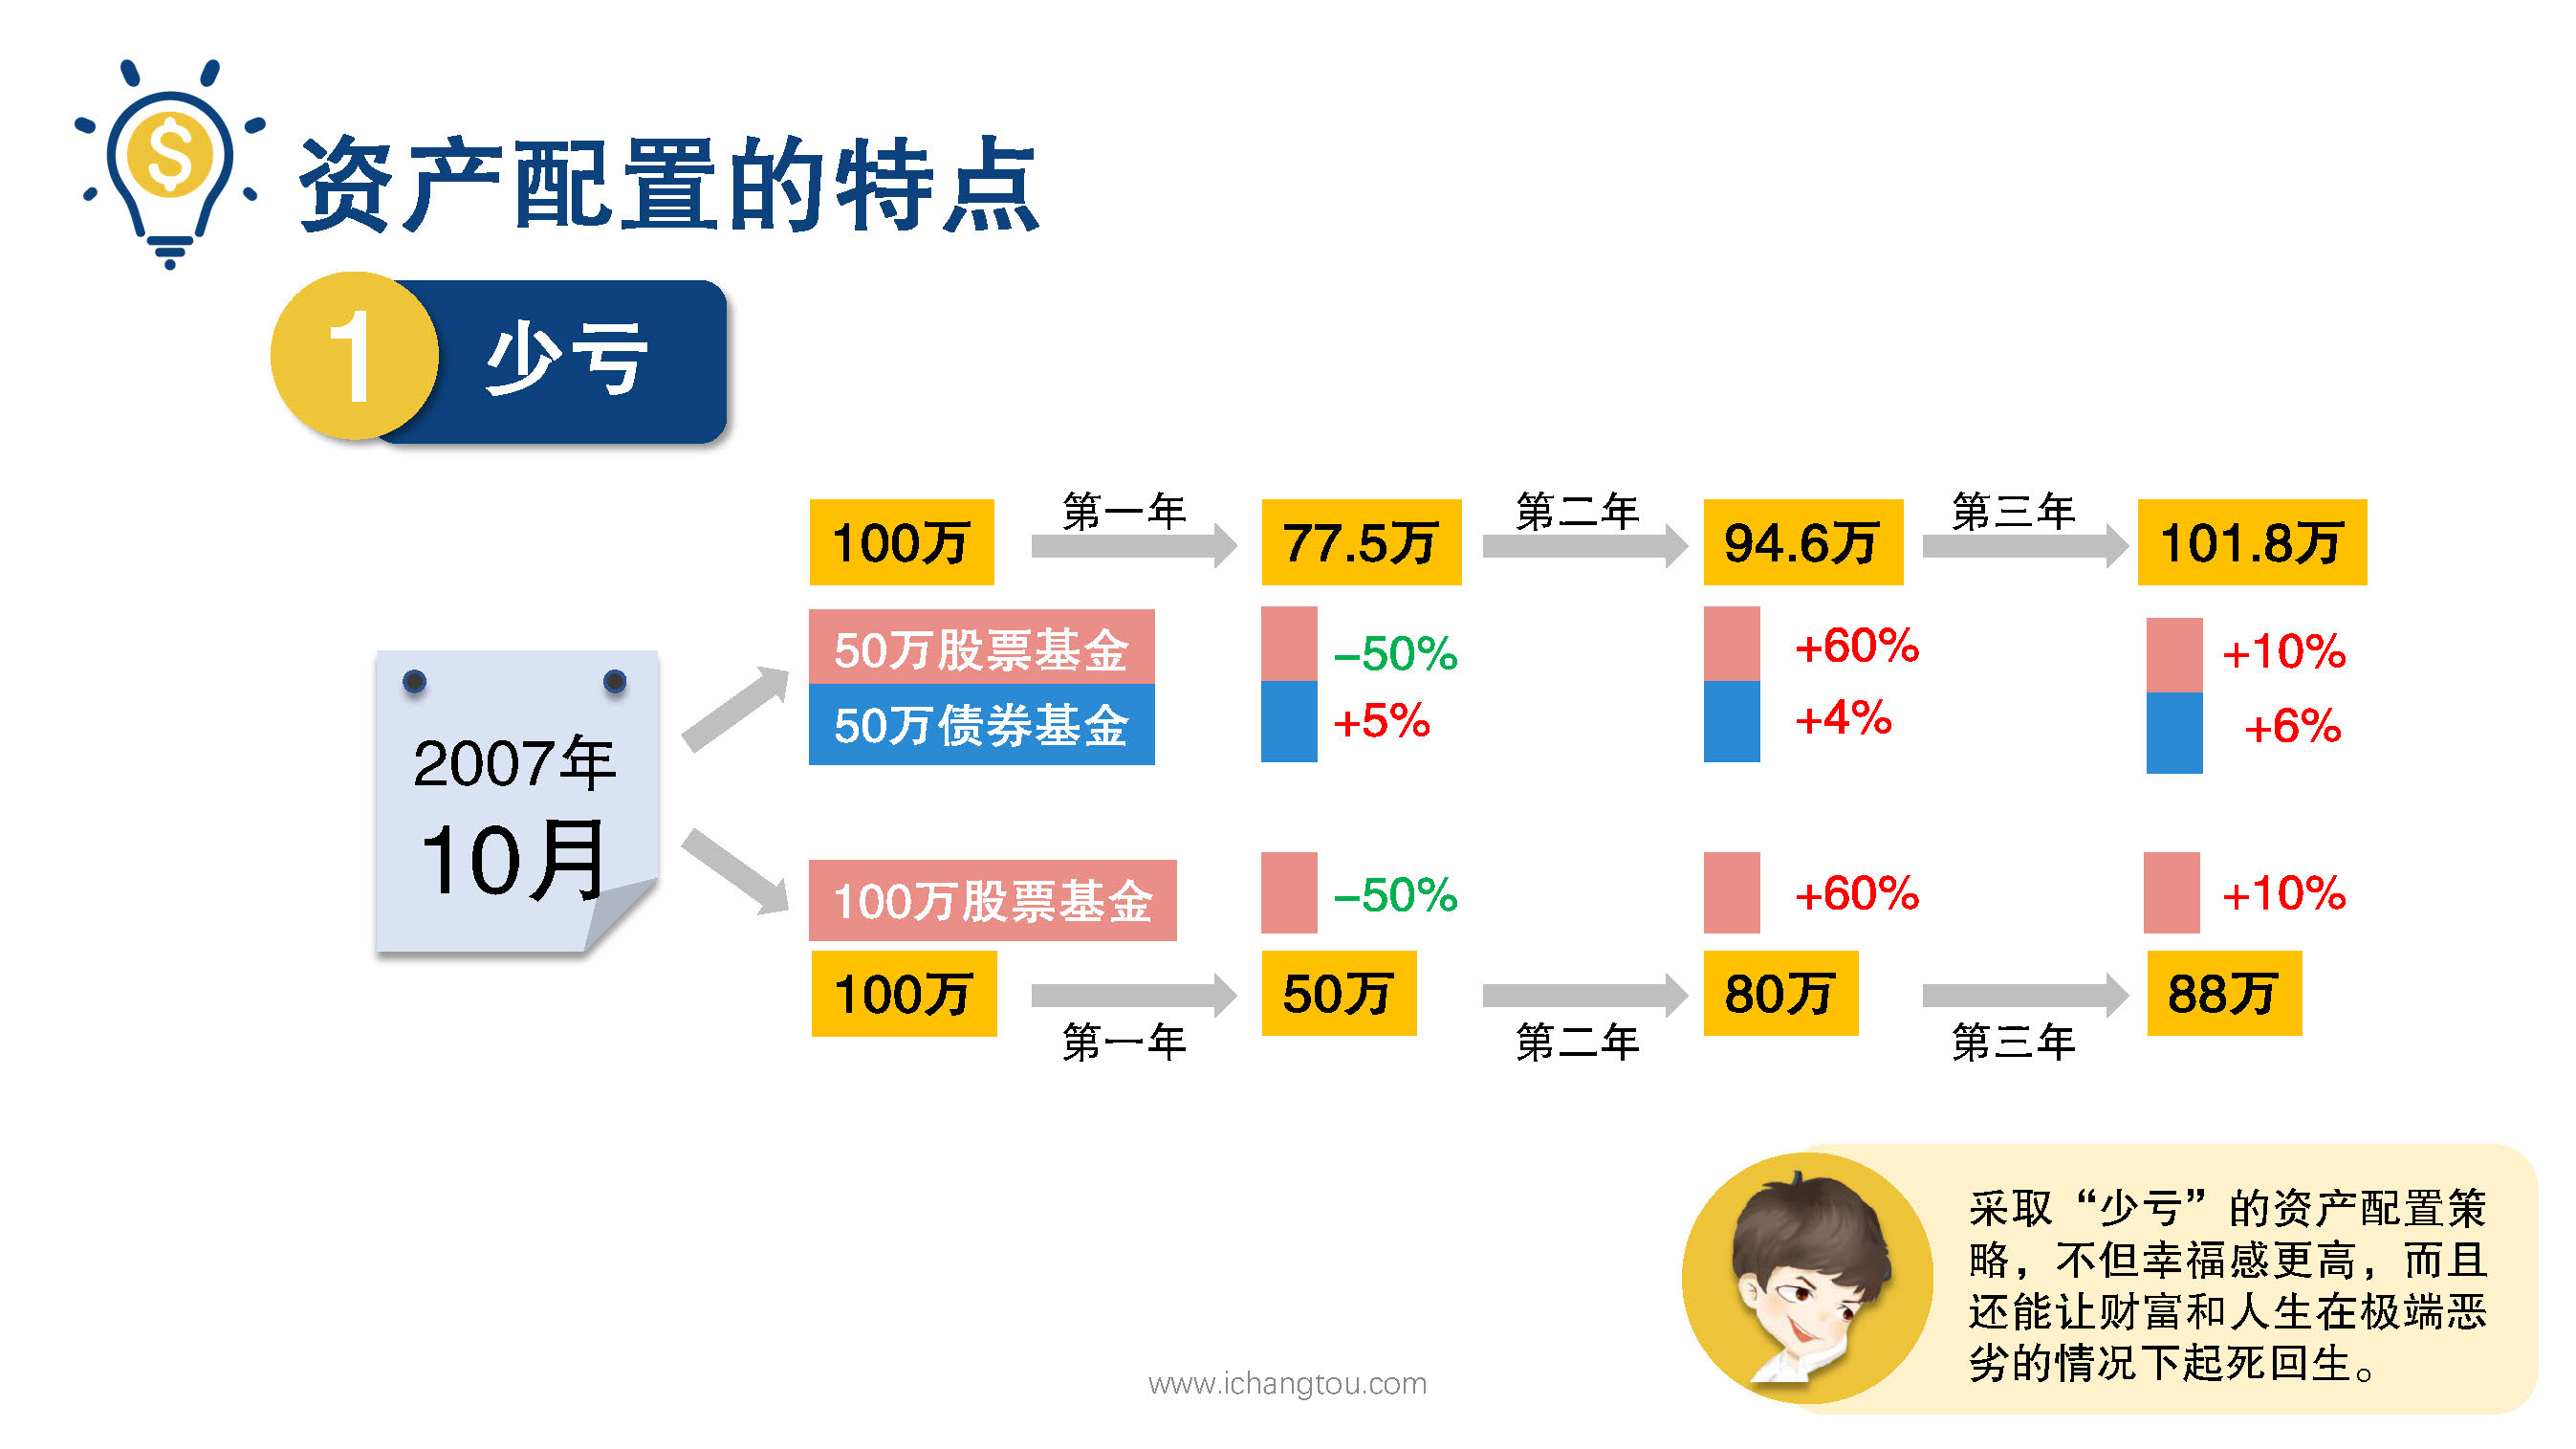 资产配置的特点
1 少亏
第一年 第二年 第三年
100万 77.5万 94.6万 101.8万
50万股票基金 –50% +60% +10%
50万债券基金 +5% +4% +6%
2007年
10月
100万股票基金 –50% +60% +10%
100万 50万 80万 88万
第一年 第二年 第三年
采取“少亏”的资产配置策
略，不但幸福感更高，而且
还能让财富和人生在极端恶
劣的情况下起死回生。
www.ichangtou.com